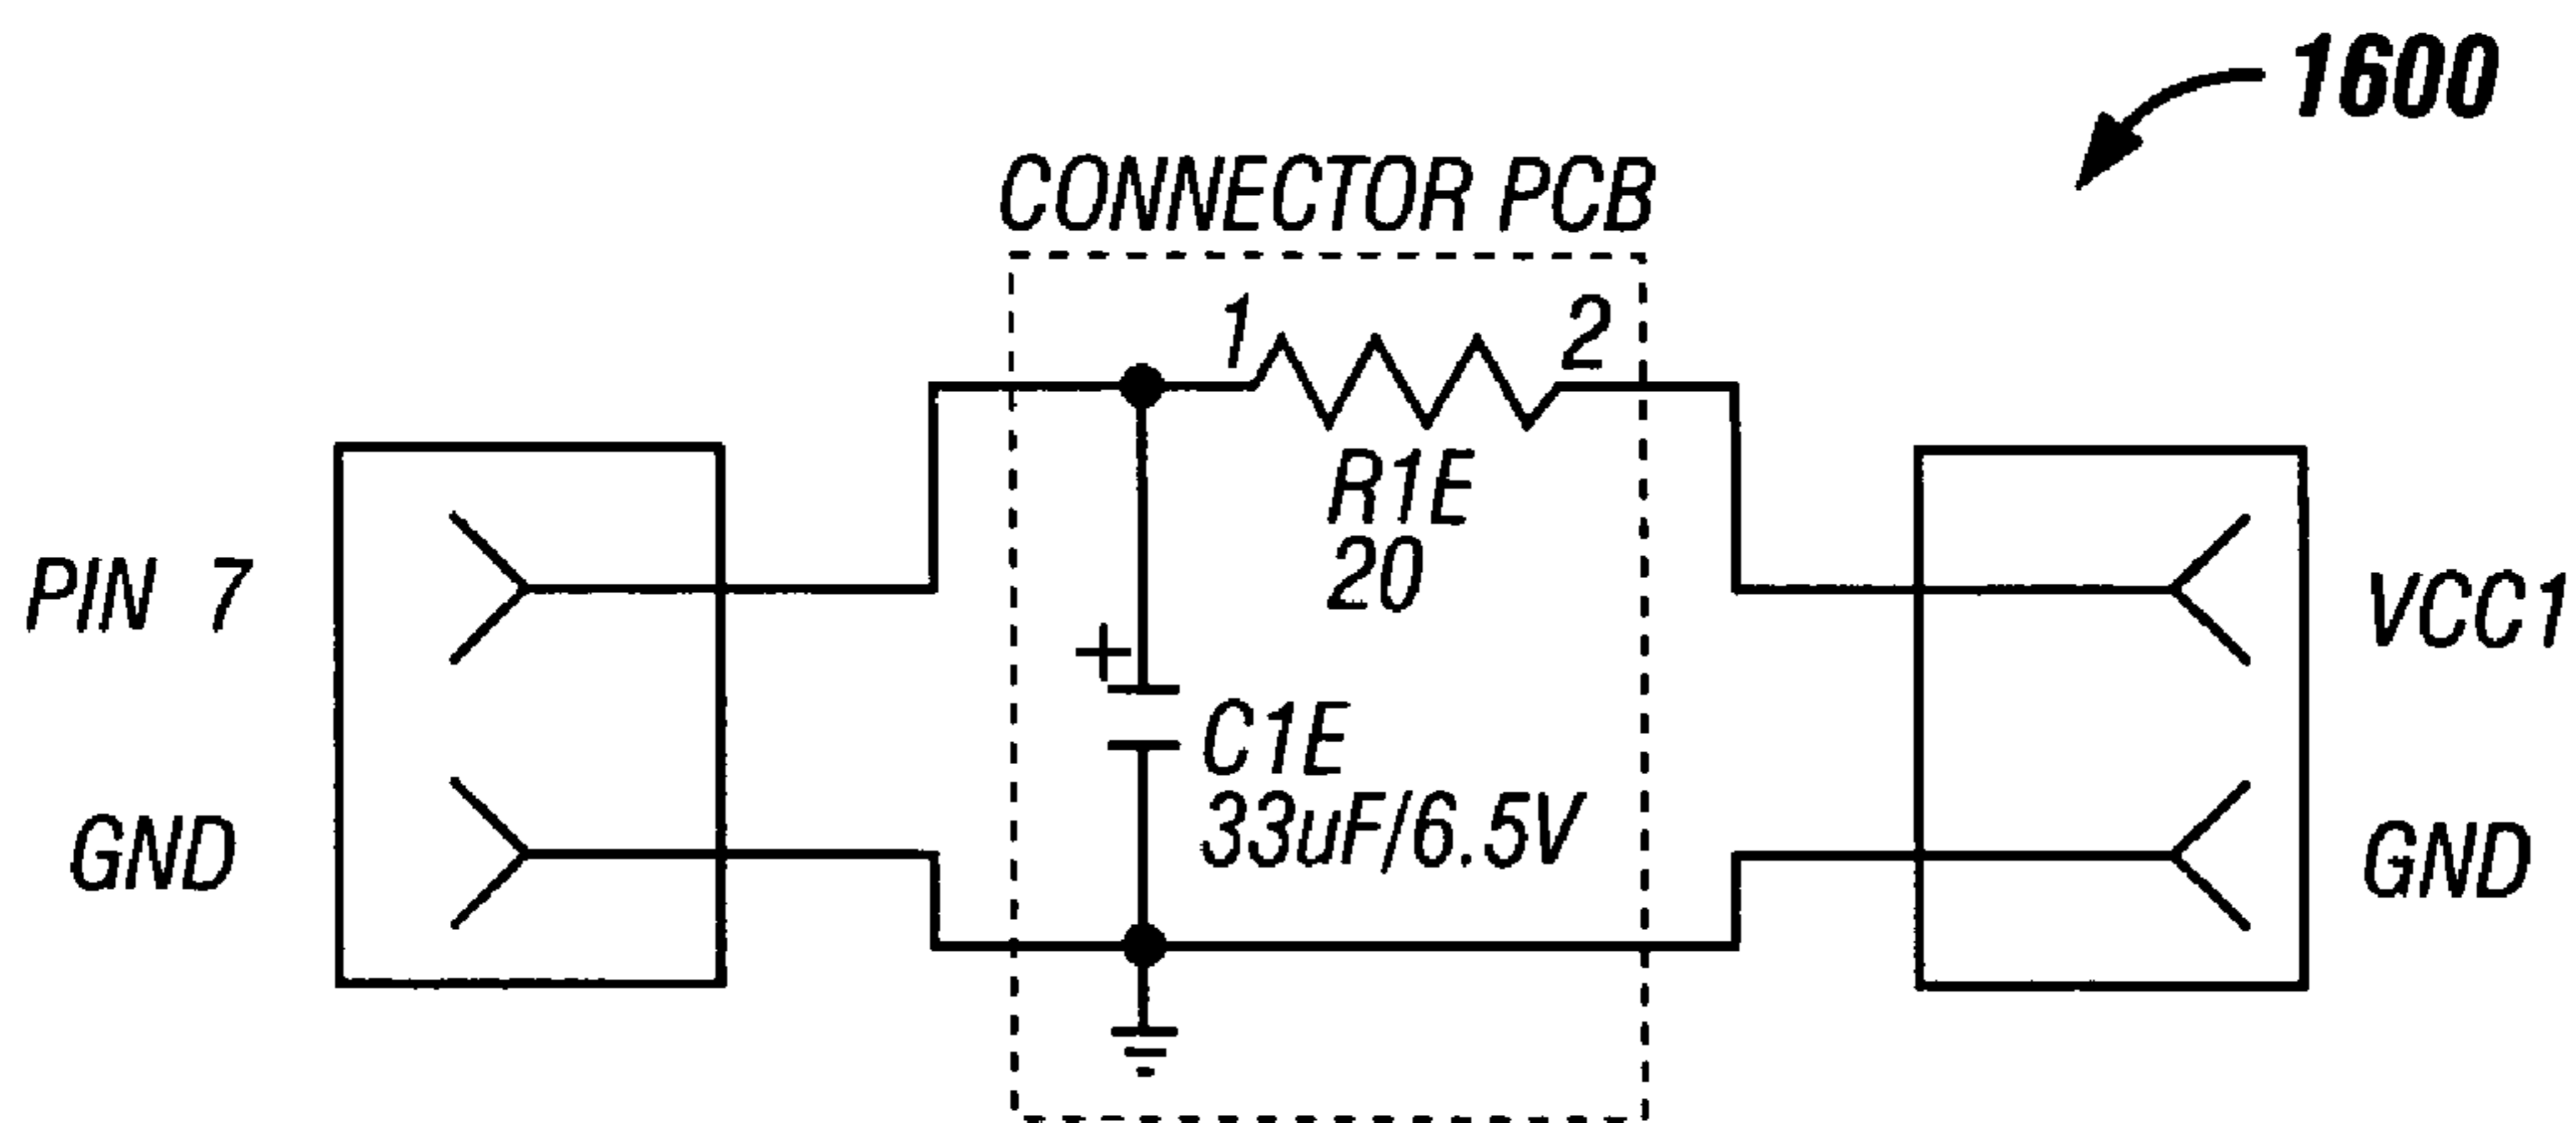 1600
CONNECTOR PCB
1 2
R1E
20
PIN 7
VCC1
+
C1E
33uF/6.5V
GND
GND